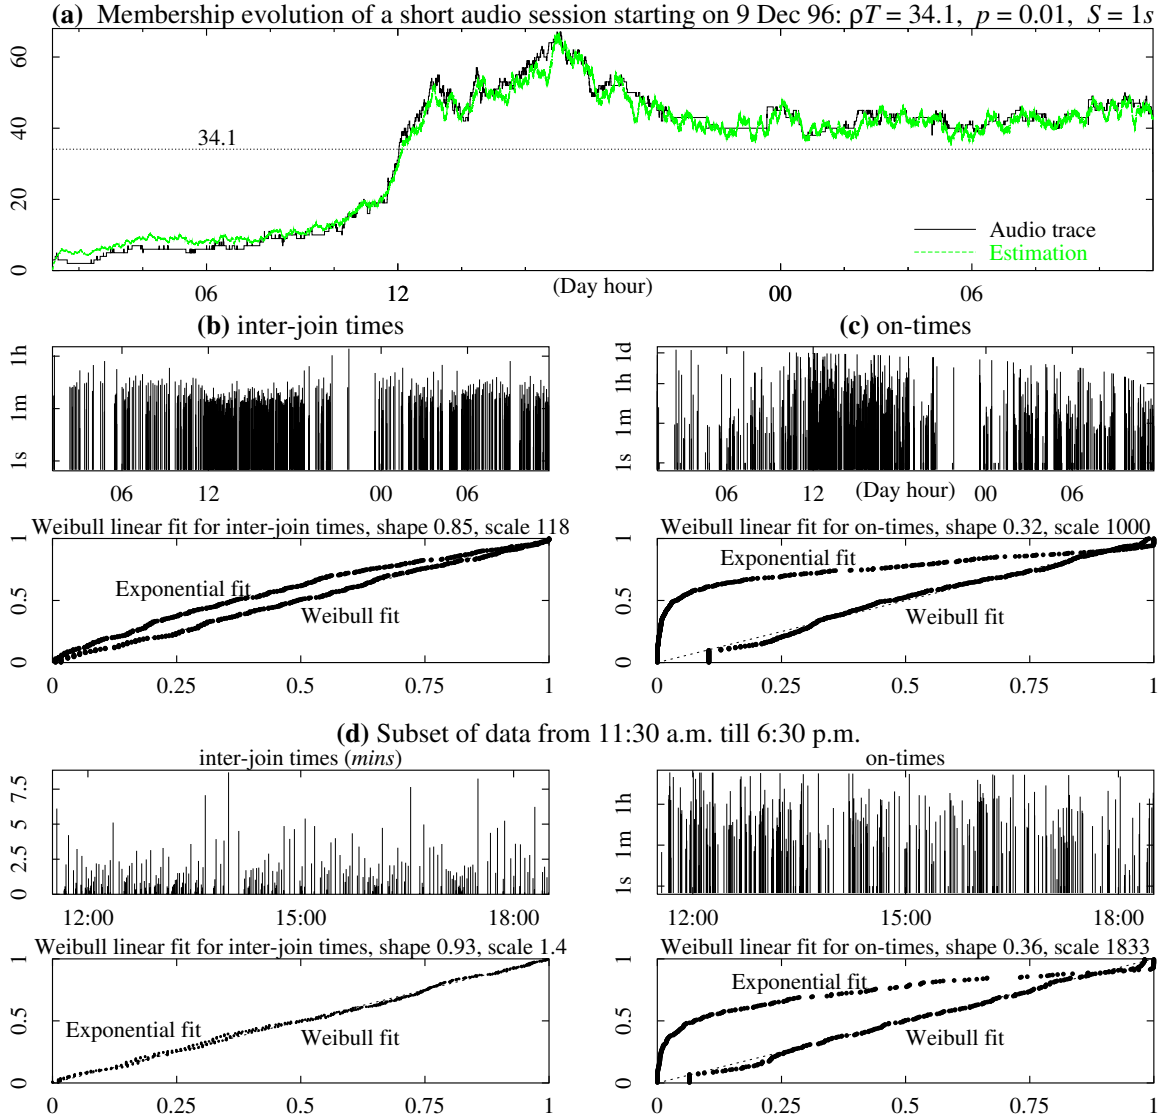 (a) Membership evolution of a short audio session starting on 9 Dec 96: ρT = 34.1, p = 0.01, S = 1s
60
40
20
0
34.1
Audio trace
Estimation
06 12 (Day hour) 00 06
(b) inter-join times
1h
1m
1s
06 12 00 06
(c) on-times
1d
1h
1m
1s
06 12 (Day hour) 00 06
Weibull linear fit for inter-join times, shape 0.85, scale 118
1
0.5
0
Exponential fit
Weibull fit
0 0.25 0.5 0.75 1
Weibull linear fit for on-times, shape 0.32, scale 1000
1
0.5
0
Exponential fit
Weibull fit
0 0.25 0.5 0.75 1
(d) Subset of data from 11:30 a.m. till 6:30 p.m.
inter-join times (mins)
7.5
5
2.5
0
12:00 15:00 18:00
on-times
1h
1m
1s
12:00 15:00 18:00
Weibull linear fit for inter-join times, shape 0.93, scale 1.4
1
0.5
0
Exponential fit
Weibull fit
0 0.25 0.5 0.75 1
Weibull linear fit for on-times, shape 0.36, scale 1833
1
0.5
0
Exponential fit
Weibull fit
0 0.25 0.5 0.75 1